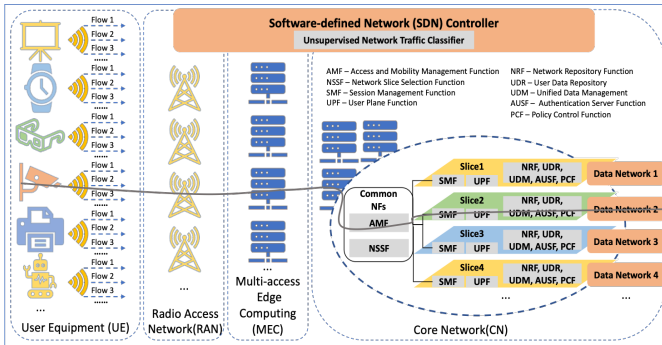 Software-defined Network (SDN) Controller
Unsupervised Network Traffic Classifier
Flow 1
Flow 2
Flow 3
......
Flow 1
Flow 2
Flow 3
......
Flow 1
Flow 2
Flow 3
......
Flow 1
Flow 2
Flow 3
......
Flow 1
Flow 2
Flow 3
......
Flow 1
Flow 2
Flow 3
......
...
User Equipment (UE)
...
Radio Access
Network(RAN)
...
Multi-access
Edge
Computing
(MEC)
AMF – Access and Mobility Management Function
NSSF – Network Slice Selection Function
SMF – Session Management Function
UPF – User Plane Function
NRF – Network Repository Function
UDR – User Data Repository
UDM – Unified Data Management
AUSF – Authentication Server Function
PCF – Policy Control Function
Common
NFs
AMF
NSSF
Slice1
SMF
UPF
NRF, UDR,
UDM, AUSF, PCF
Data Network 1
Slice2
SMF
UPF
NRF, UDR,
UDM, AUSF, PCF
Data Network 2
Slice3
SMF
UPF
NRF, UDR,
UDM, AUSF, PCF
Data Network 3
Slice4
SMF
UPF
NRF, UDR,
UDM, AUSF, PCF
Data Network 4
...
...
Core Network(CN)